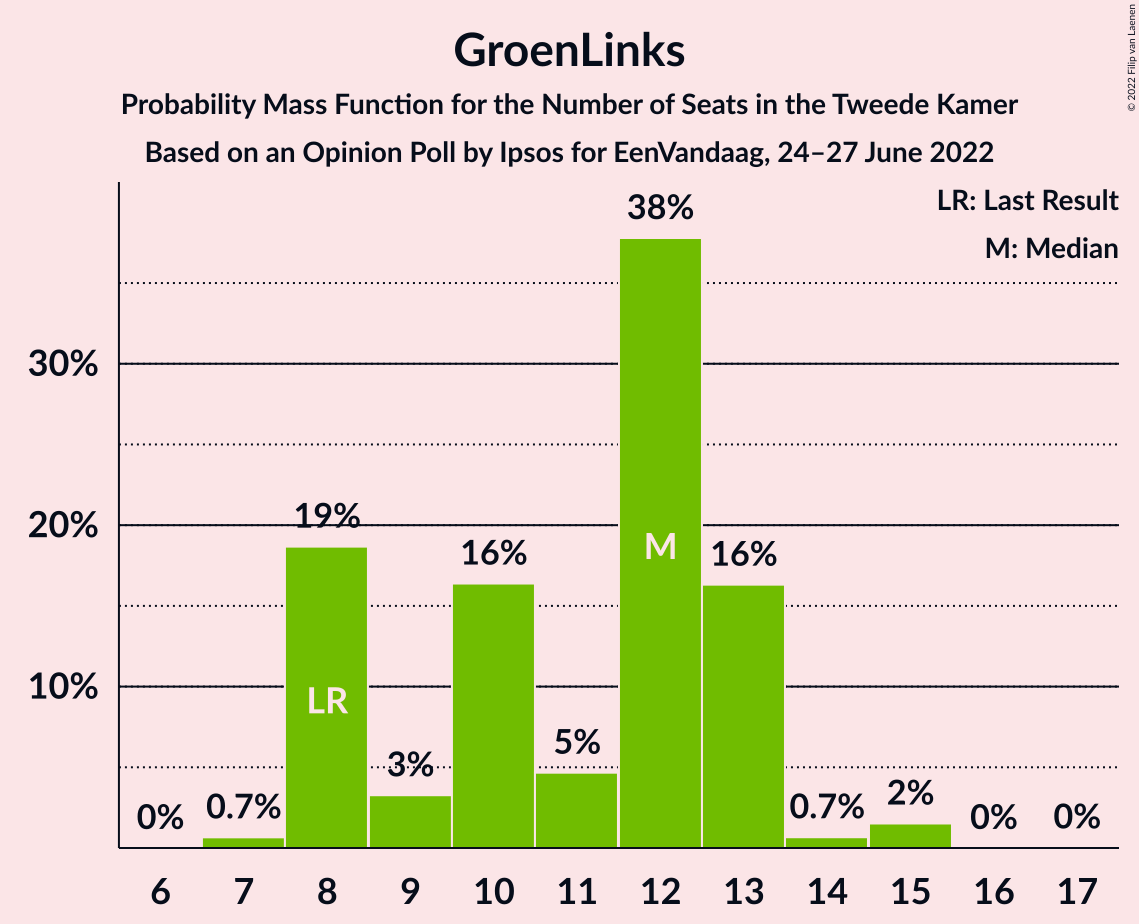 GroenLinks
Probability Mass Function for the Number of Seats in the Tweede Kamer
Based on an Opinion Poll by Ipsos for EenVandaag, 24–27 June 2022
© 2022 Filip van Laenen
LR: Last Result
M: Median
38%
30%
20%
10%
19%
16%
M
16%
LR
3%
5%
0%
0.7%
0.7%
2%
0%
0%
6 7 8 9 10 11 12 13 14 15 16 17